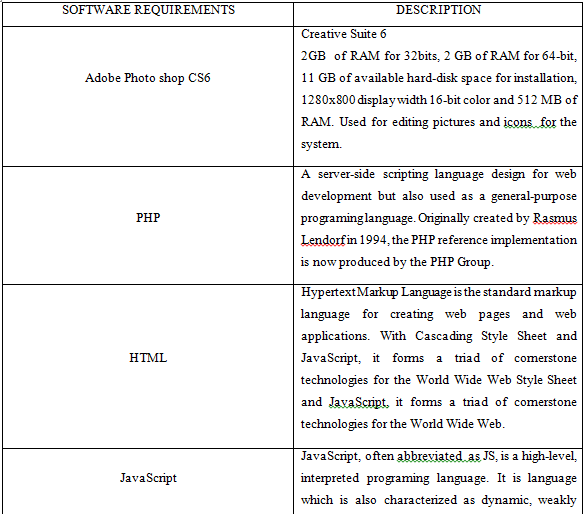 SOFTWARE REQUIREMENTS DESCRIPTION
Adobe Photo shop CS6
Creative Suite 6
2GB of RAM for 32bits, 2 GB of RAM for 64-bit,
11 GB of available hard-disk space for installation,
1280x800 display width 16-bit color and 512 MB of
RAM. Used for editing pictures and icons for the
system.
PHP
A server-side scripting language design for web
development but also used as a general-purpose
programing language. Originally created by Rasmus
Lendorf in 1994, the PHP reference implementation
is now produced by the PHP Group.
HTML
Hypertext Markup Language is the standard markup
language for creating web pages and web
applications. With Cascading Style Sheet and
JavaScript, it forms a triad of cornerstone
technologies for the World Wide Web Style Sheet
and JavaScript, it forms a triad of cornerstone
technologies for the World Wide Web.
JavaScript
JavaScript, often abbreviated as JS, is a high-level,
interpreted programing language. It is language
which is also characterized as dynamic, weakly